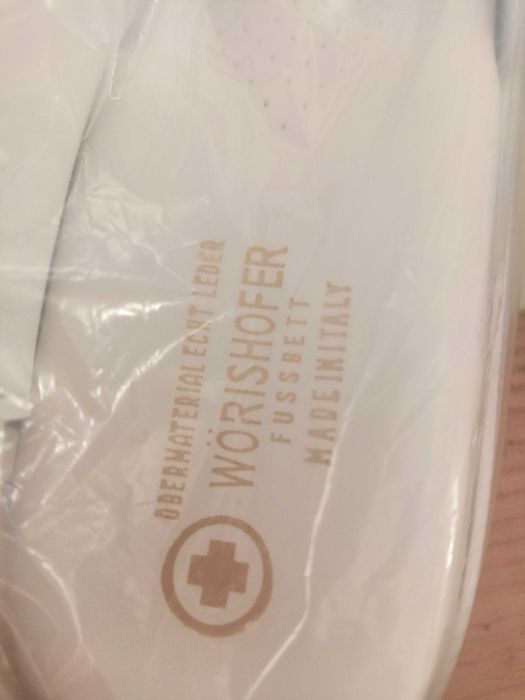 OBERMATERIAL ECHT LEDER
WÖRISHOFER
FUSSBETT
MADE IN ITALY